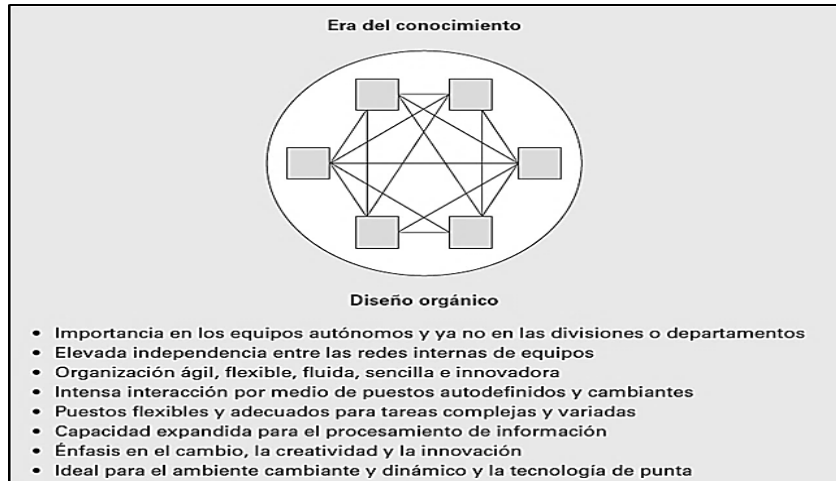 Era del conocimiento
Diseño orgánico
• Importancia en los equipos autónomos y ya no en las divisiones o departamentos
• Elevada independencia entre las redes internas de equipos
• Organización ágil, flexible, fluida, sencilla e innovadora
• Intensa interacción por medio de puestos autodefinidos y cambiantes
• Puestos flexibles y adecuados para tareas complejas y variadas
• Capacidad expandida para el procesamiento de información
• Énfasis en el cambio, la creatividad y la innovación
• Ideal para el ambiente cambiante y dinámico y la tecnología de punta